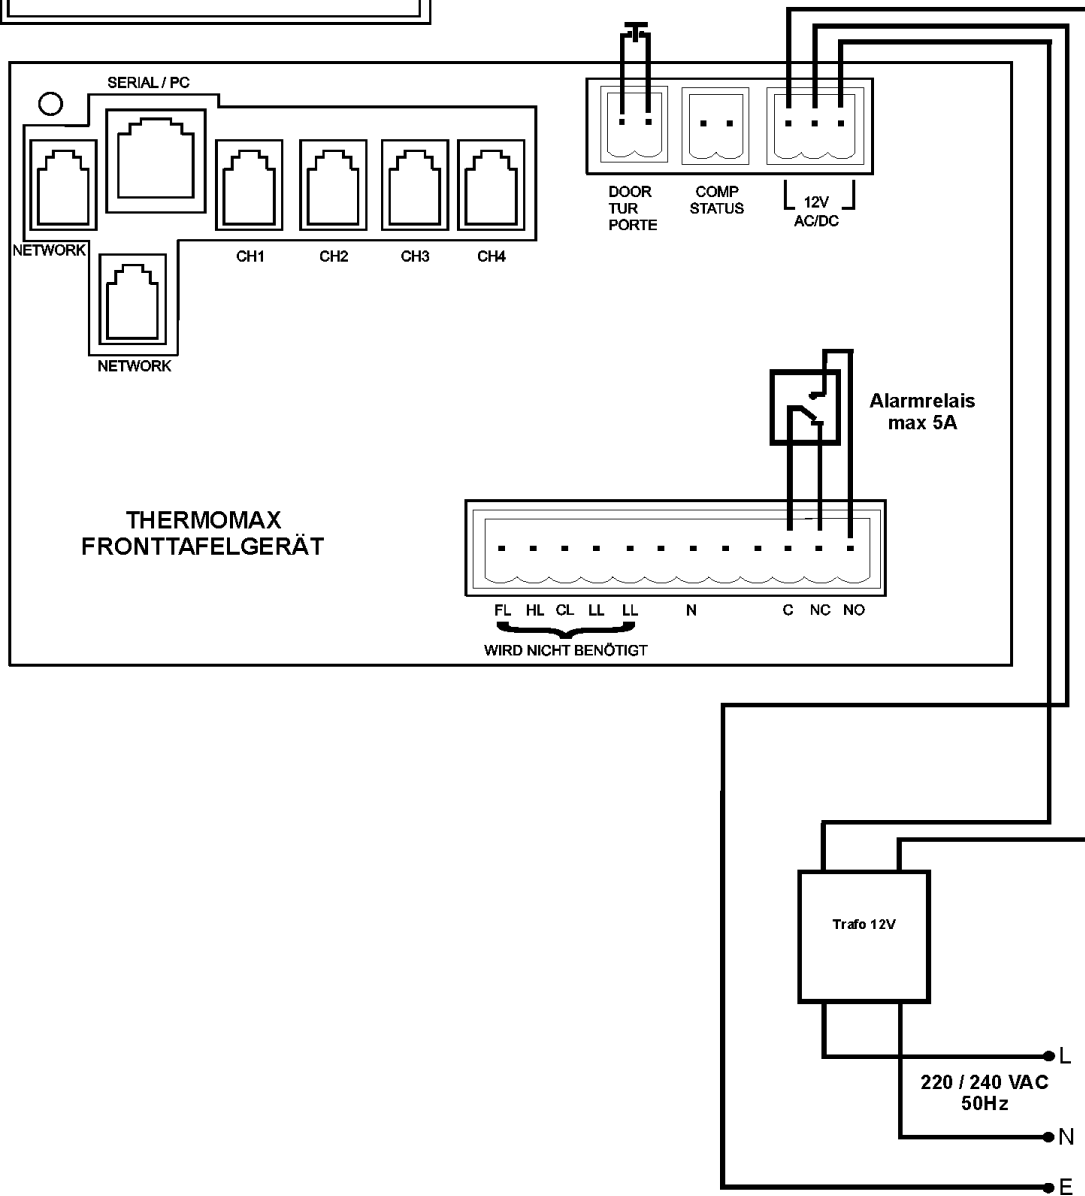 SERIAL / PC
NETWORK
CH1
CH2
CH3
CH4
NETWORK
DOOR
TUR
PORTE
COMP
STATUS
12V
AC/DC
Alarmrelais
max 5A
THERMOMAX
FRONTTAFELGERÄT
FL HL CL LL LL N C NC NO
WIRD NICHT BENÖTIGT
Trafo 12V
L
220 / 240 VAC
50Hz
N
E